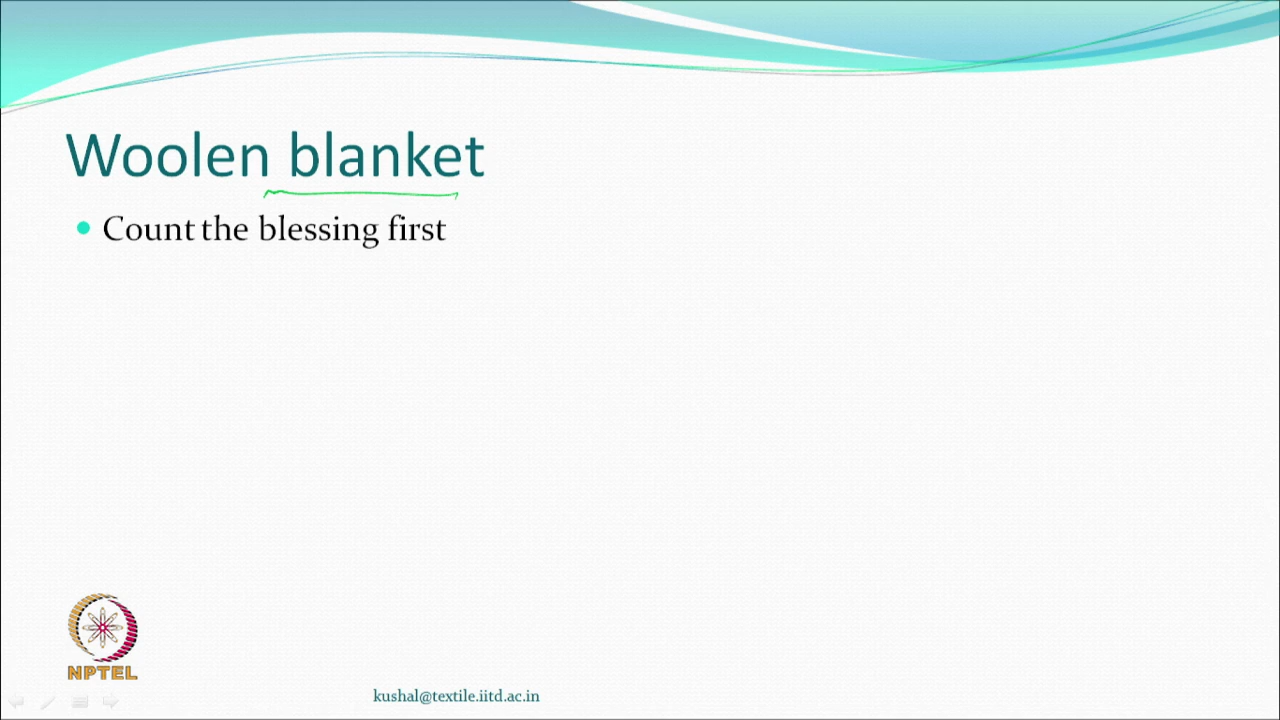 Woolen blanket
Count the blessing first
NPTEL
kushal@textile.iitd.ac.in